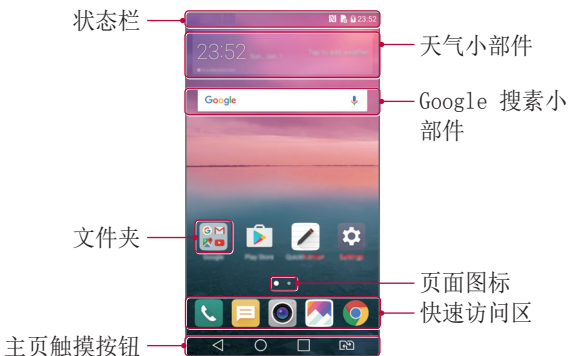 状态栏
23:52
23:52
天气小部件
Google
Google 搜素小
部件
文件夹
Google
Play Store
Settings
页面图标
快速访问区
主页触摸按钮